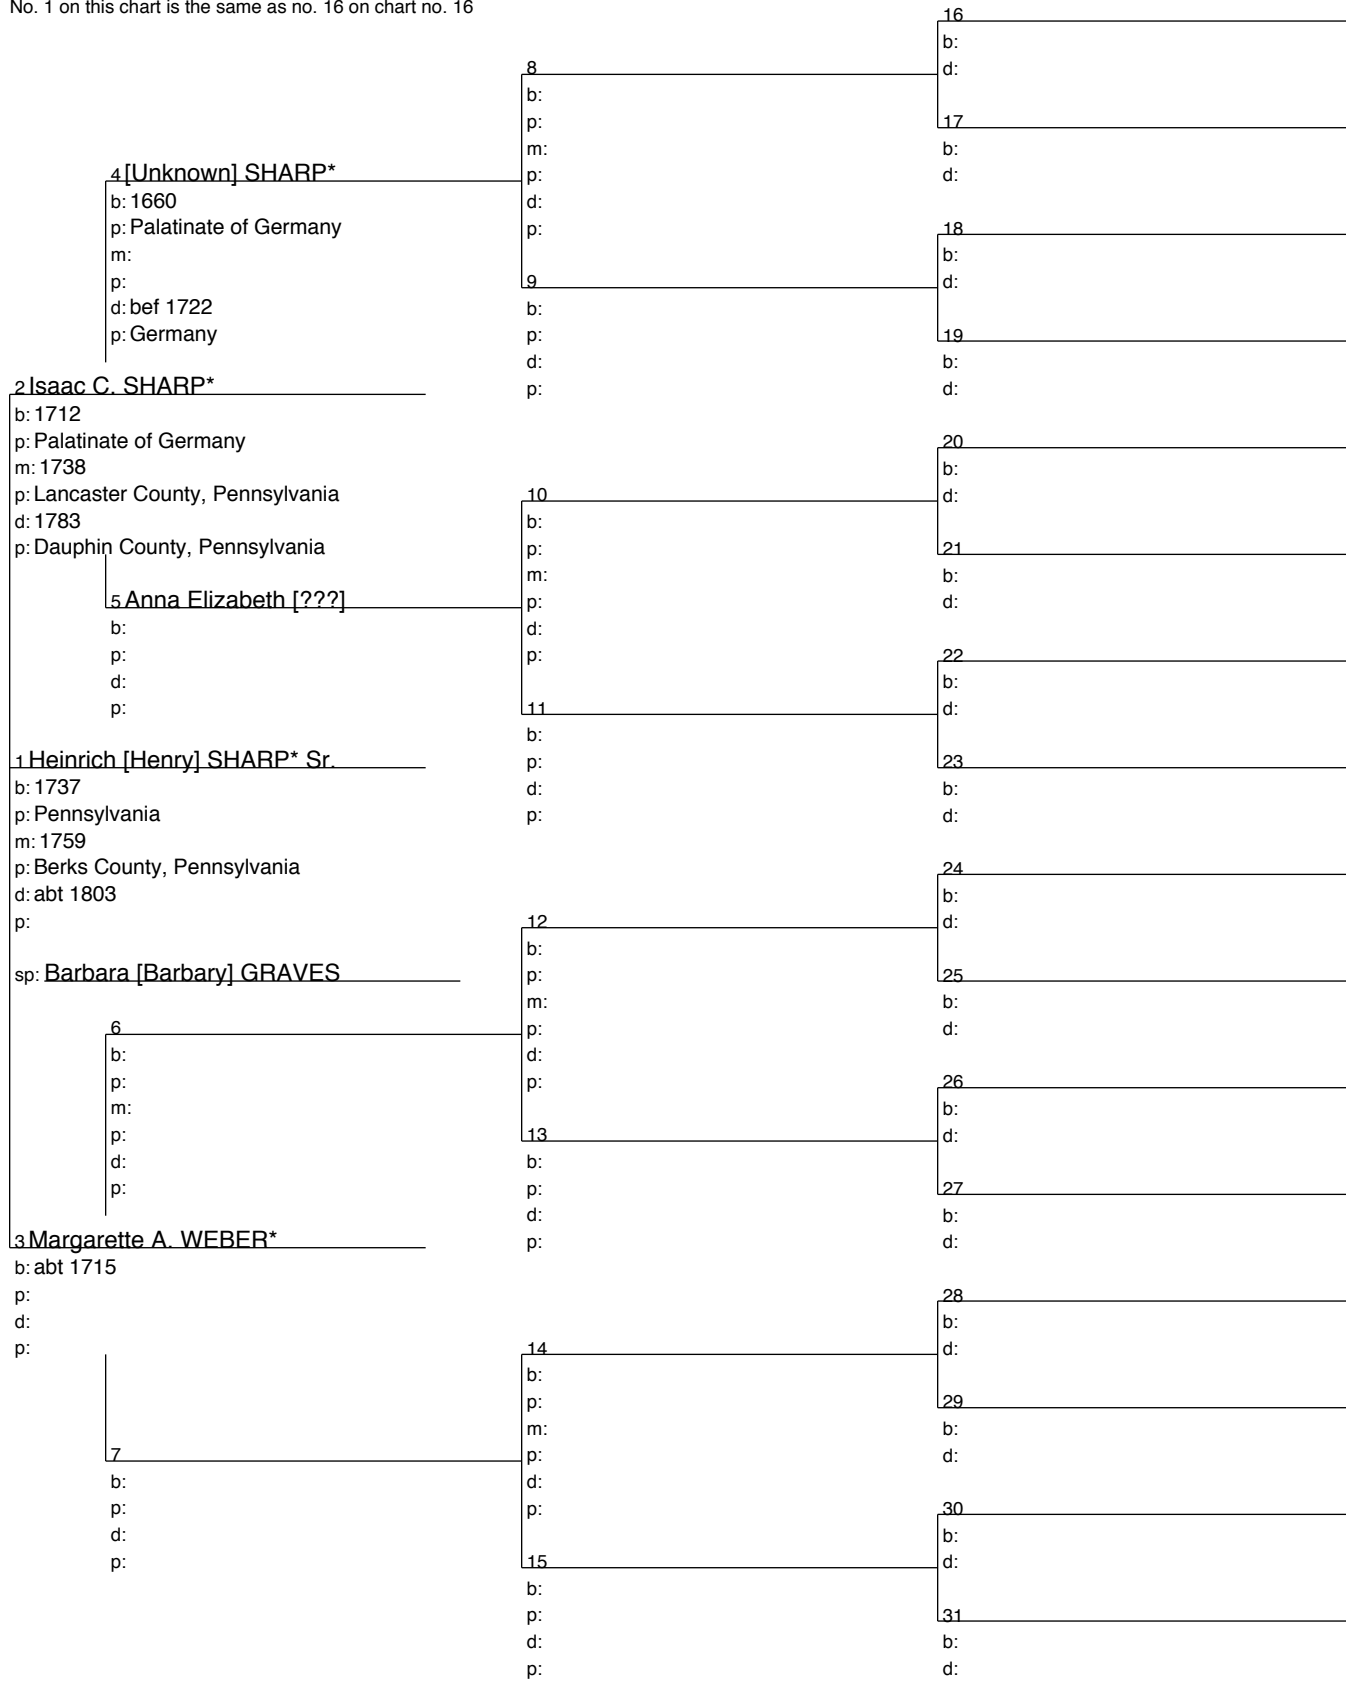 No. 1 on this chart is the same as no. 16 on chart no. 16
4 [Unknown] SHARP*
b: 1660
p: Palatinate of Germany
m:
p:
d: bef 1722
p: Germany
2 Isaac C. SHARP*
b: 1712
p: Palatinate of Germany
m: 1738
p: Lancaster County, Pennsylvania
d: 1783
p: Dauphin County, Pennsylvania
5 Anna Elizabeth [???]
b:
p:
d:
p:
1 Heinrich [Henry] SHARP* Sr.
b: 1737
p: Pennsylvania
m: 1759
p: Berks County, Pennsylvania
d: abt 1803
p:
sp: Barbara [Barbary] GRAVES
6
b:
p:
m:
p:
d:
p:
3 Margarette A. WEBER*
b: abt 1715
p:
d:
p:
7
b:
p:
d:
p:
8
b:
p:
m:
p:
d:
p:
9
b:
p:
d:
p:
10
b:
p:
m:
p:
d:
p:
11
b:
p:
d:
p:
12
b:
p:
m:
p:
d:
p:
13
b:
p:
d:
p:
14
b:
p:
m:
p:
d:
p:
15
b:
p:
d:
p:
16
b:
d:
17
b:
d:
18
b:
d:
19
b:
d:
20
b:
d:
21
b:
d:
22
b:
d:
23
b:
d:
24
b:
d:
25
b:
d:
26
b:
d:
27
b:
d:
28
b:
d:
29
b:
d:
30
b:
d:
31
b:
d: